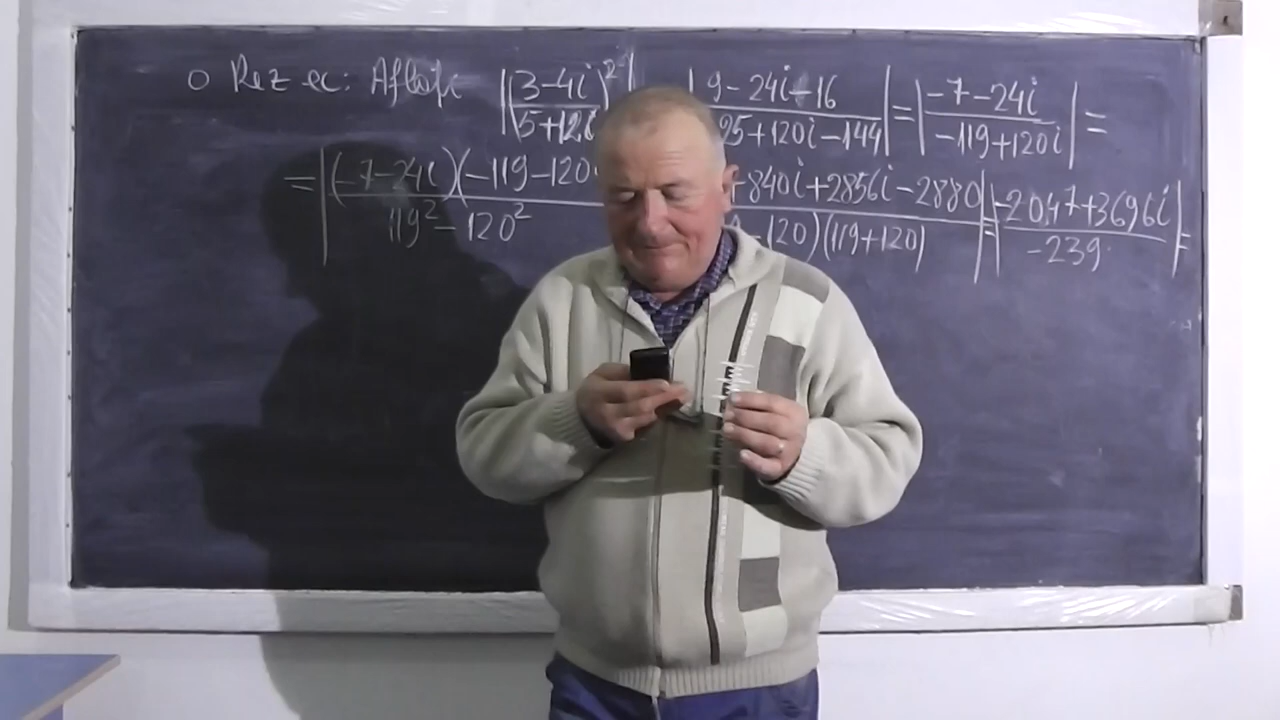 o Rez ec: Aflați |(3-4i)/(5+12i)²| |9-24i-16 / 25+120i-144| = |-7-24i / -119+120i| =
= |(-7-24i)(-119-120 / 119²-120² -840i+2856i-2880 / -120)(119+120)| = |-2047+3696i / -239| =